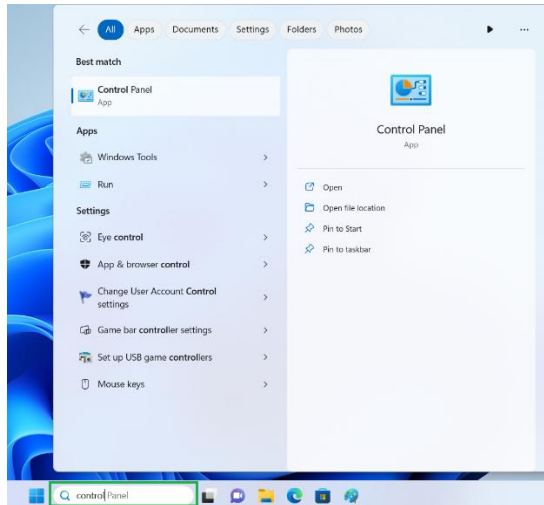 All Apps Documents Settings Folders Photos
Best match
Control Panel
App
Apps
Windows Tools
Run
Settings
Eye control
App & browser control
Change User Account Control
settings
Game bar controller settings
Set up USB game controllers
Mouse keys
Control Panel
App
Open
Open file location
Pin to Start
Pin to taskbar
control Panel